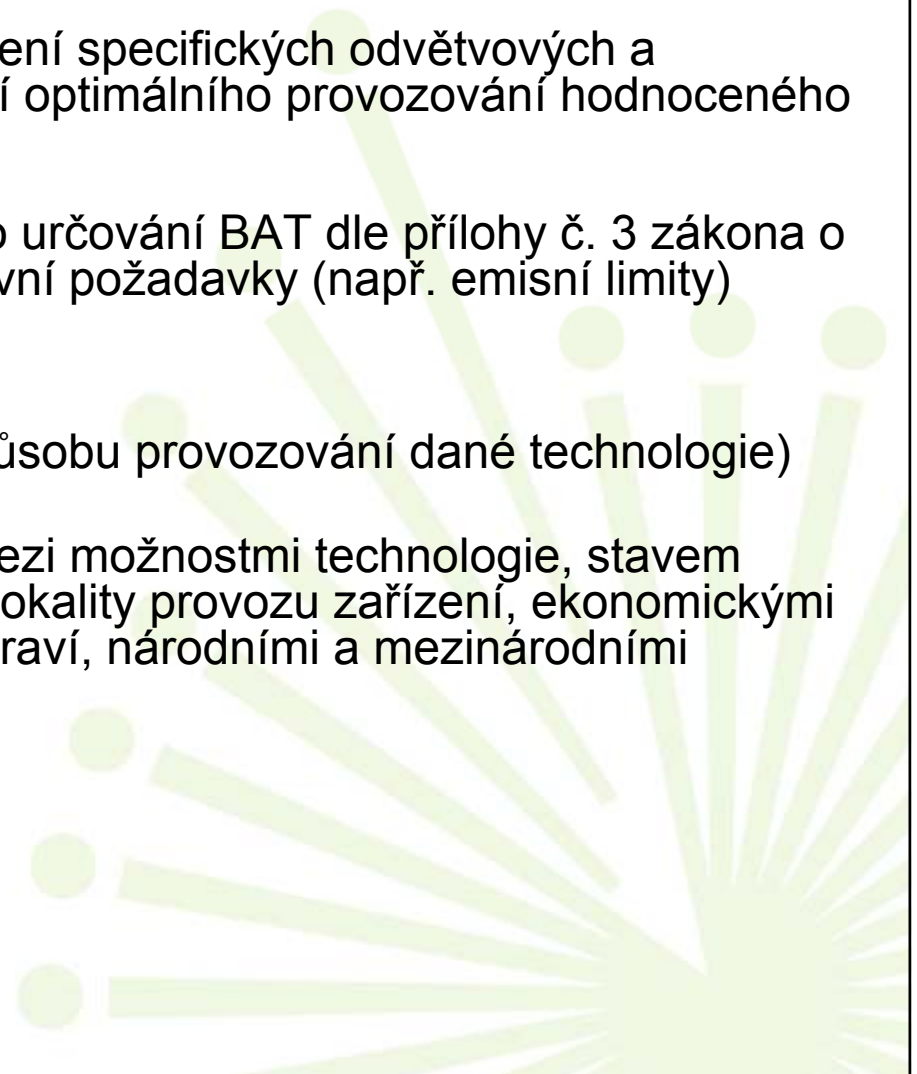 ení specifických odvětvových a
í optimálního provozování hodnoceného
o určování BAT dle přílohy č. 3 zákona o
vní požadavky (např. emisní limity)
ůsobu provozování dané technologie)
ezi možnostmi technologie, stavem
okality provozu zařízení, ekonomickými
raví, národními a mezinárodními